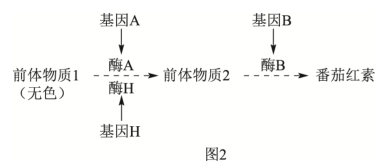 基因A 基因B
酶A 酶B
前体物质1 前体物质2 番茄红素
（无色） 酶H
基因H
图2